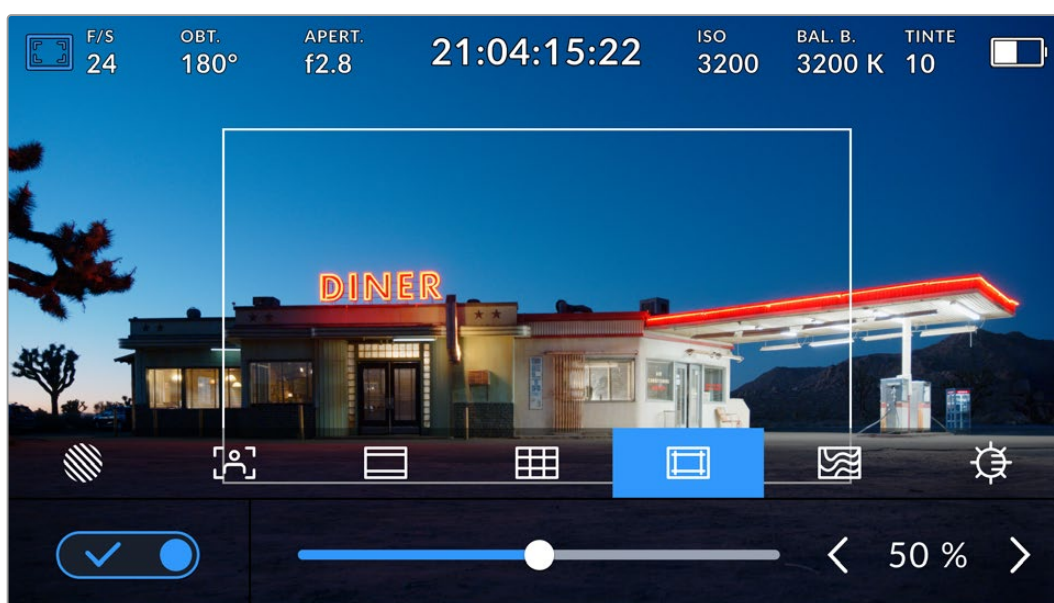 F/S OBT. APERT. ISO BAL. B. TINTE
24 180° f2.8 21:04:15:22 3200 3200 K 10
DINER
50 %